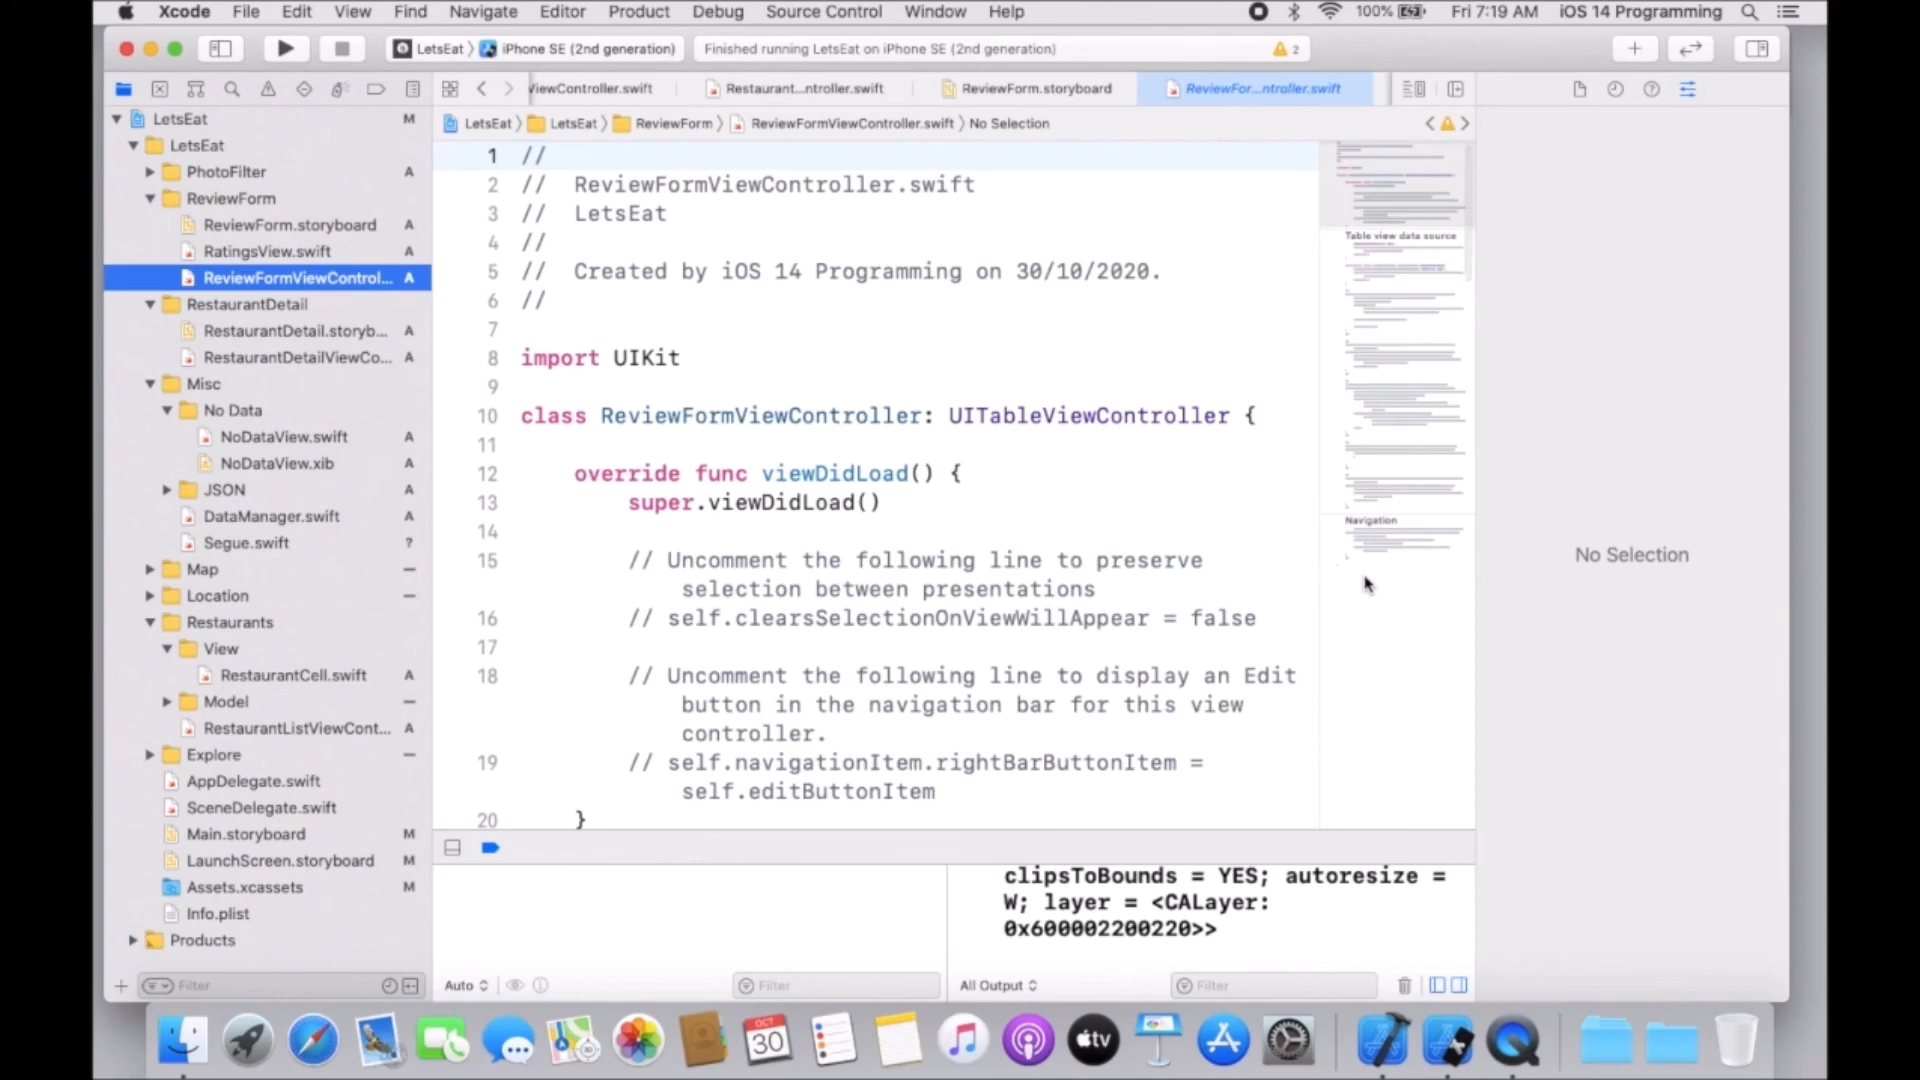 Xcode File Edit View Find Navigate Editor Product Debug Source Control Window Help 100% Fri 7:19 AM iOS 14 Programming
LetsEat iPhone SE (2nd generation) Finished running LetsEat on iPhone SE (2nd generation) 2
ViewController.swift Restaurant...ntroller.swift ReviewForm.storyboard ReviewFor...ntroller.swift
LetsEat LetsEat ReviewForm ReviewFormViewController.swift No Selection
LetsEat M
LetsEat
PhotoFilter A
ReviewForm
ReviewForm.storyboard A
RatingsView.swift A
ReviewFormViewControl... A
RestaurantDetail
RestaurantDetail.storyb... A
RestaurantDetailViewCo... A
Misc
No Data
NoDataView.swift A
NoDataView.xib A
JSON A
DataManager.swift A
Segue.swift ?
Map
Location
Restaurants
View
RestaurantCell.swift A
Model
RestaurantListViewCont... A
Explore
AppDelegate.swift
SceneDelegate.swift
Main.storyboard M
LaunchScreen.storyboard M
Assets.xcassets M
Info.plist
Products
Filter
1 //
2 // ReviewFormViewController.swift
3 // LetsEat
4 //
5 // Created by iOS 14 Programming on 30/10/2020.
6 //
7
8 import UIKit
9
10 class ReviewFormViewController: UITableViewController {
11
12 override func viewDidLoad() {
13 super.viewDidLoad()
14
15 // Uncomment the following line to preserve
selection between presentations
16 // self.clearsSelectionOnViewWillAppear = false
17
18 // Uncomment the following line to display an Edit
button in the navigation bar for this view
controller.
19 // self.navigationItem.rightBarButtonItem =
self.editButtonItem
20 }
Table view data source
Navigation
No Selection
clipsToBounds = YES; autoresize =
W; layer = <CALayer:
0x600002200220>>
Auto Filter All Output Filter
OCT
30
tv